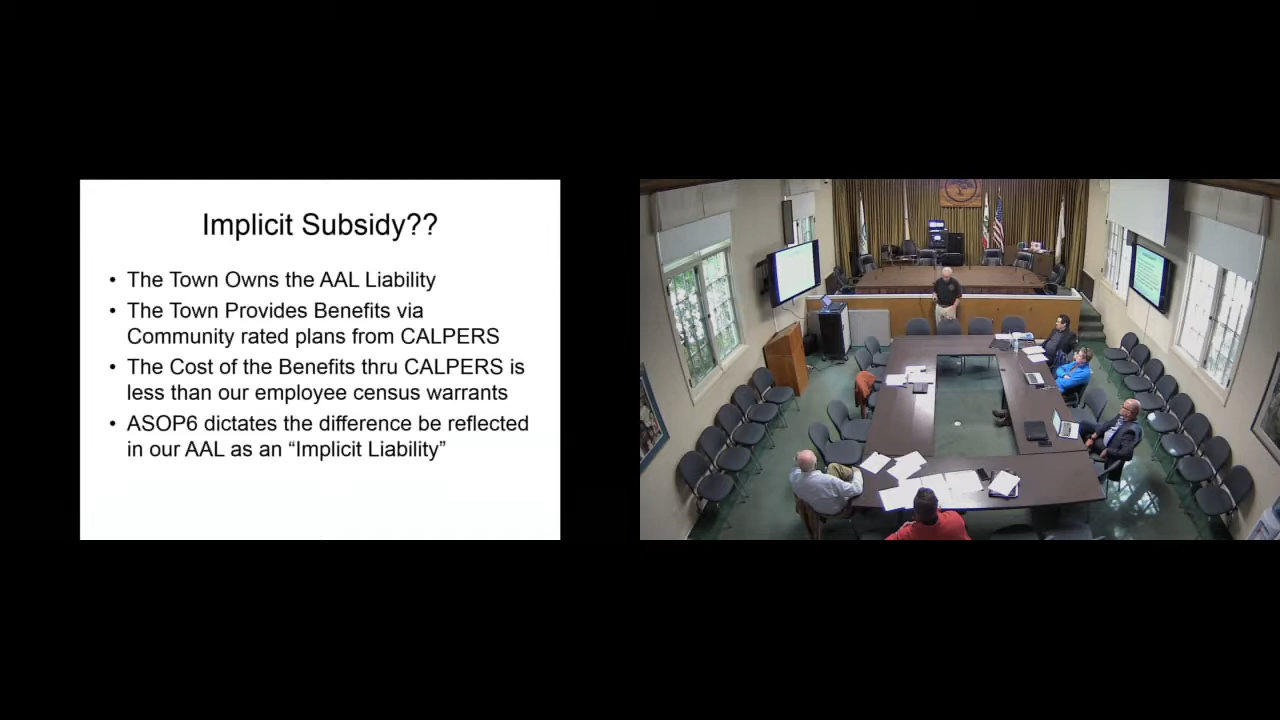 Implicit Subsidy??
• The Town Owns the AAL Liability
• The Town Provides Benefits via
Community rated plans from CALPERS
• The Cost of the Benefits thru CALPERS is
less than our employee census warrants
• ASOP6 dictates the difference be reflected
in our AAL as an “Implicit Liability”